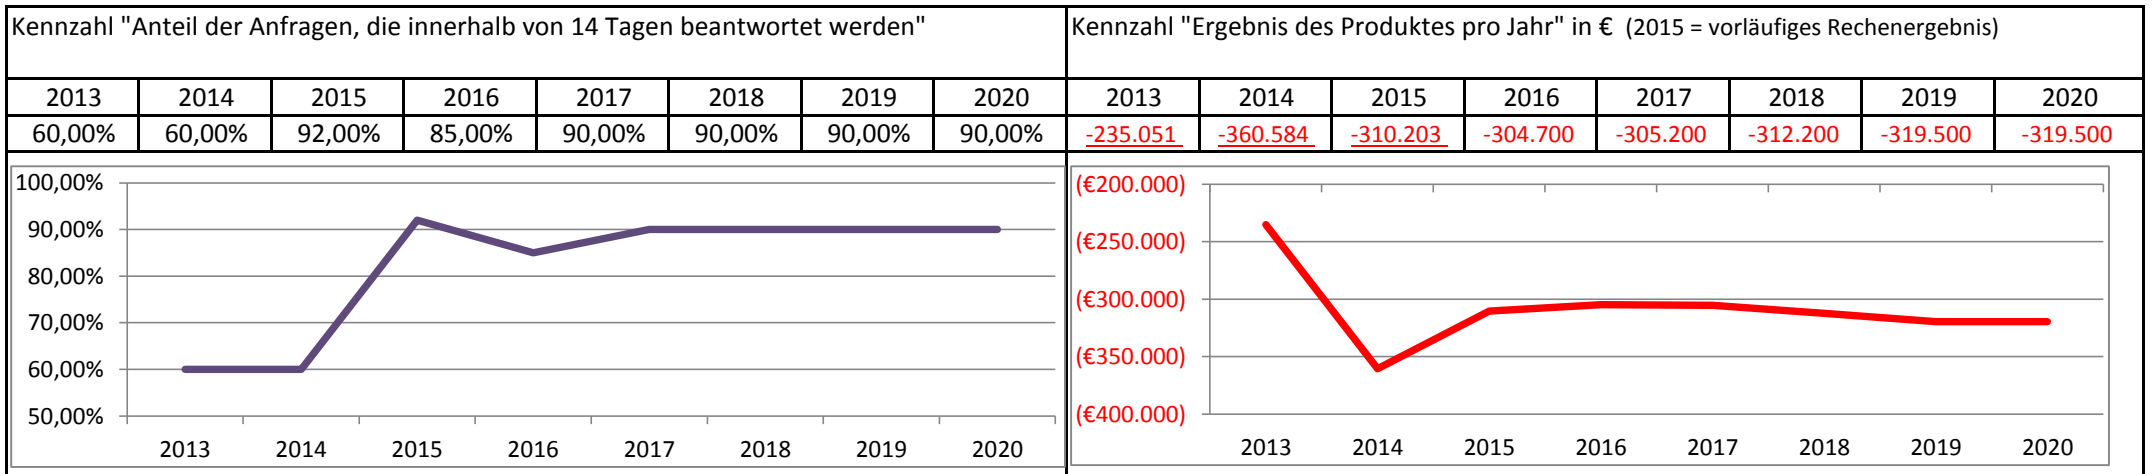 Kennzahl "Anteil der Anfragen, die innerhalb von 14 Tagen beantwortet werden"
2013 2014 2015 2016 2017 2018 2019 2020
60,00% 60,00% 92,00% 85,00% 90,00% 90,00% 90,00% 90,00%
100,00%
90,00%
80,00%
70,00%
60,00%
50,00%
2013 2014 2015 2016 2017 2018 2019 2020
Kennzahl "Ergebnis des Produktes pro Jahr" in € (2015 = vorläufiges Rechenergebnis)
2013 2014 2015 2016 2017 2018 2019 2020
-235.051 -360.584 -310.203 -304.700 -305.200 -312.200 -319.500 -319.500
(€200.000)
(€250.000)
(€300.000)
(€350.000)
(€400.000)
2013 2014 2015 2016 2017 2018 2019 2020